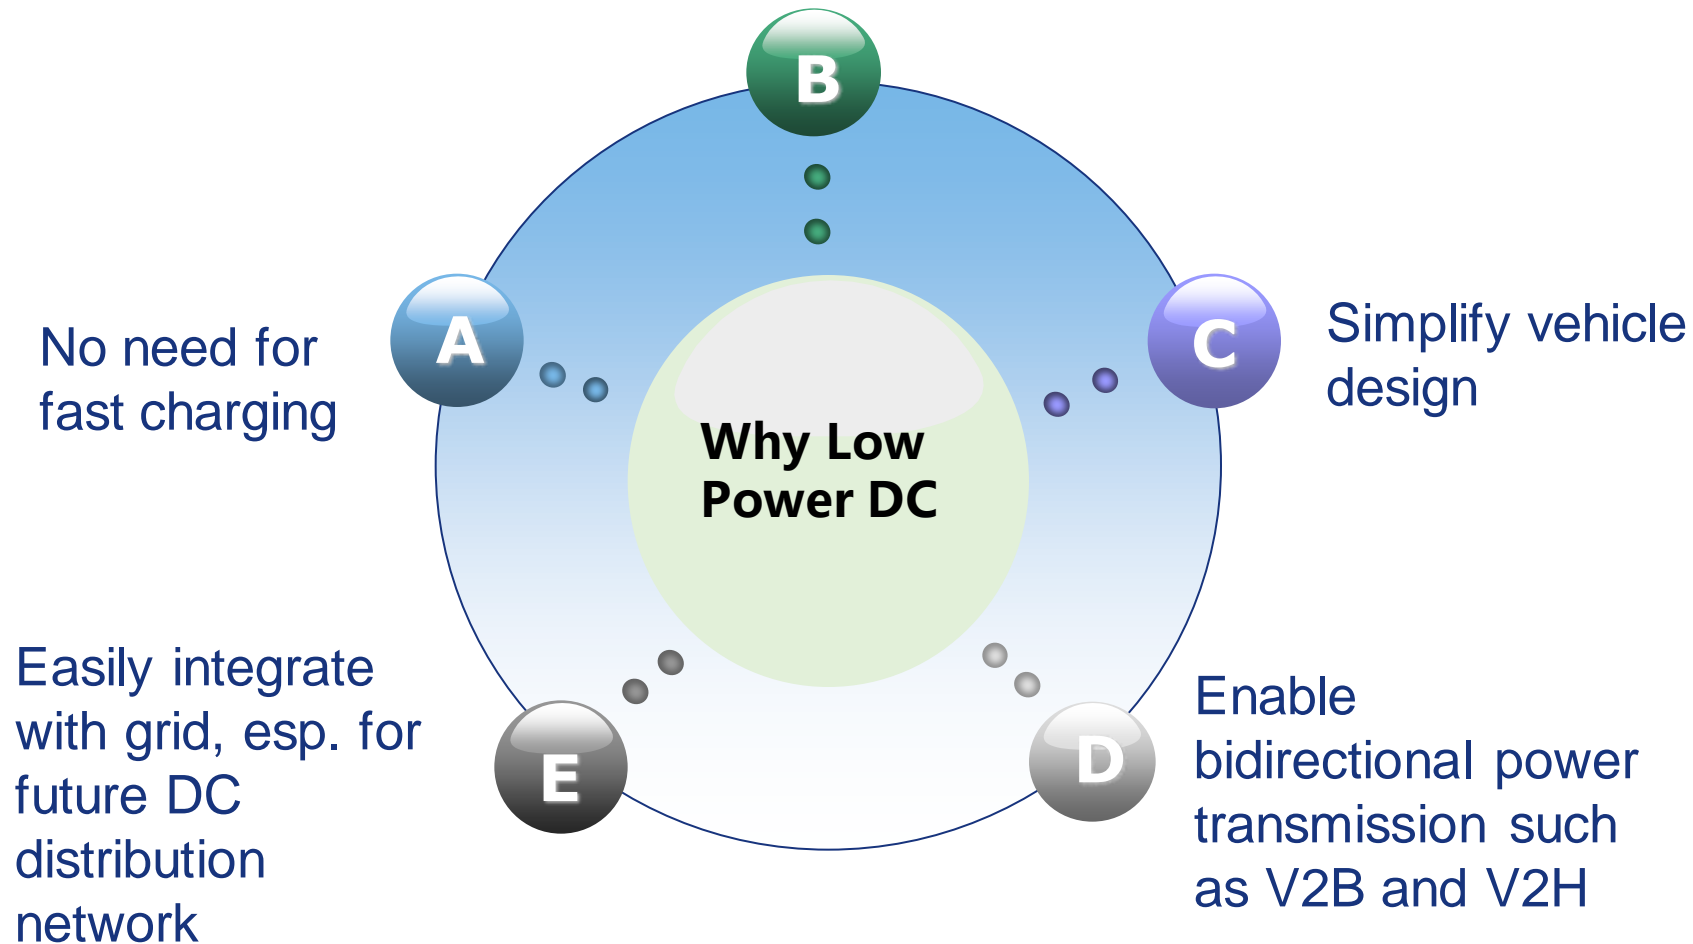 B
A
No need for
fast charging
C
Simplify vehicle
design
Why Low
Power DC
E
Easily integrate
with grid, esp. for
future DC
distribution
network
D
Enable
bidirectional power
transmission such
as V2B and V2H